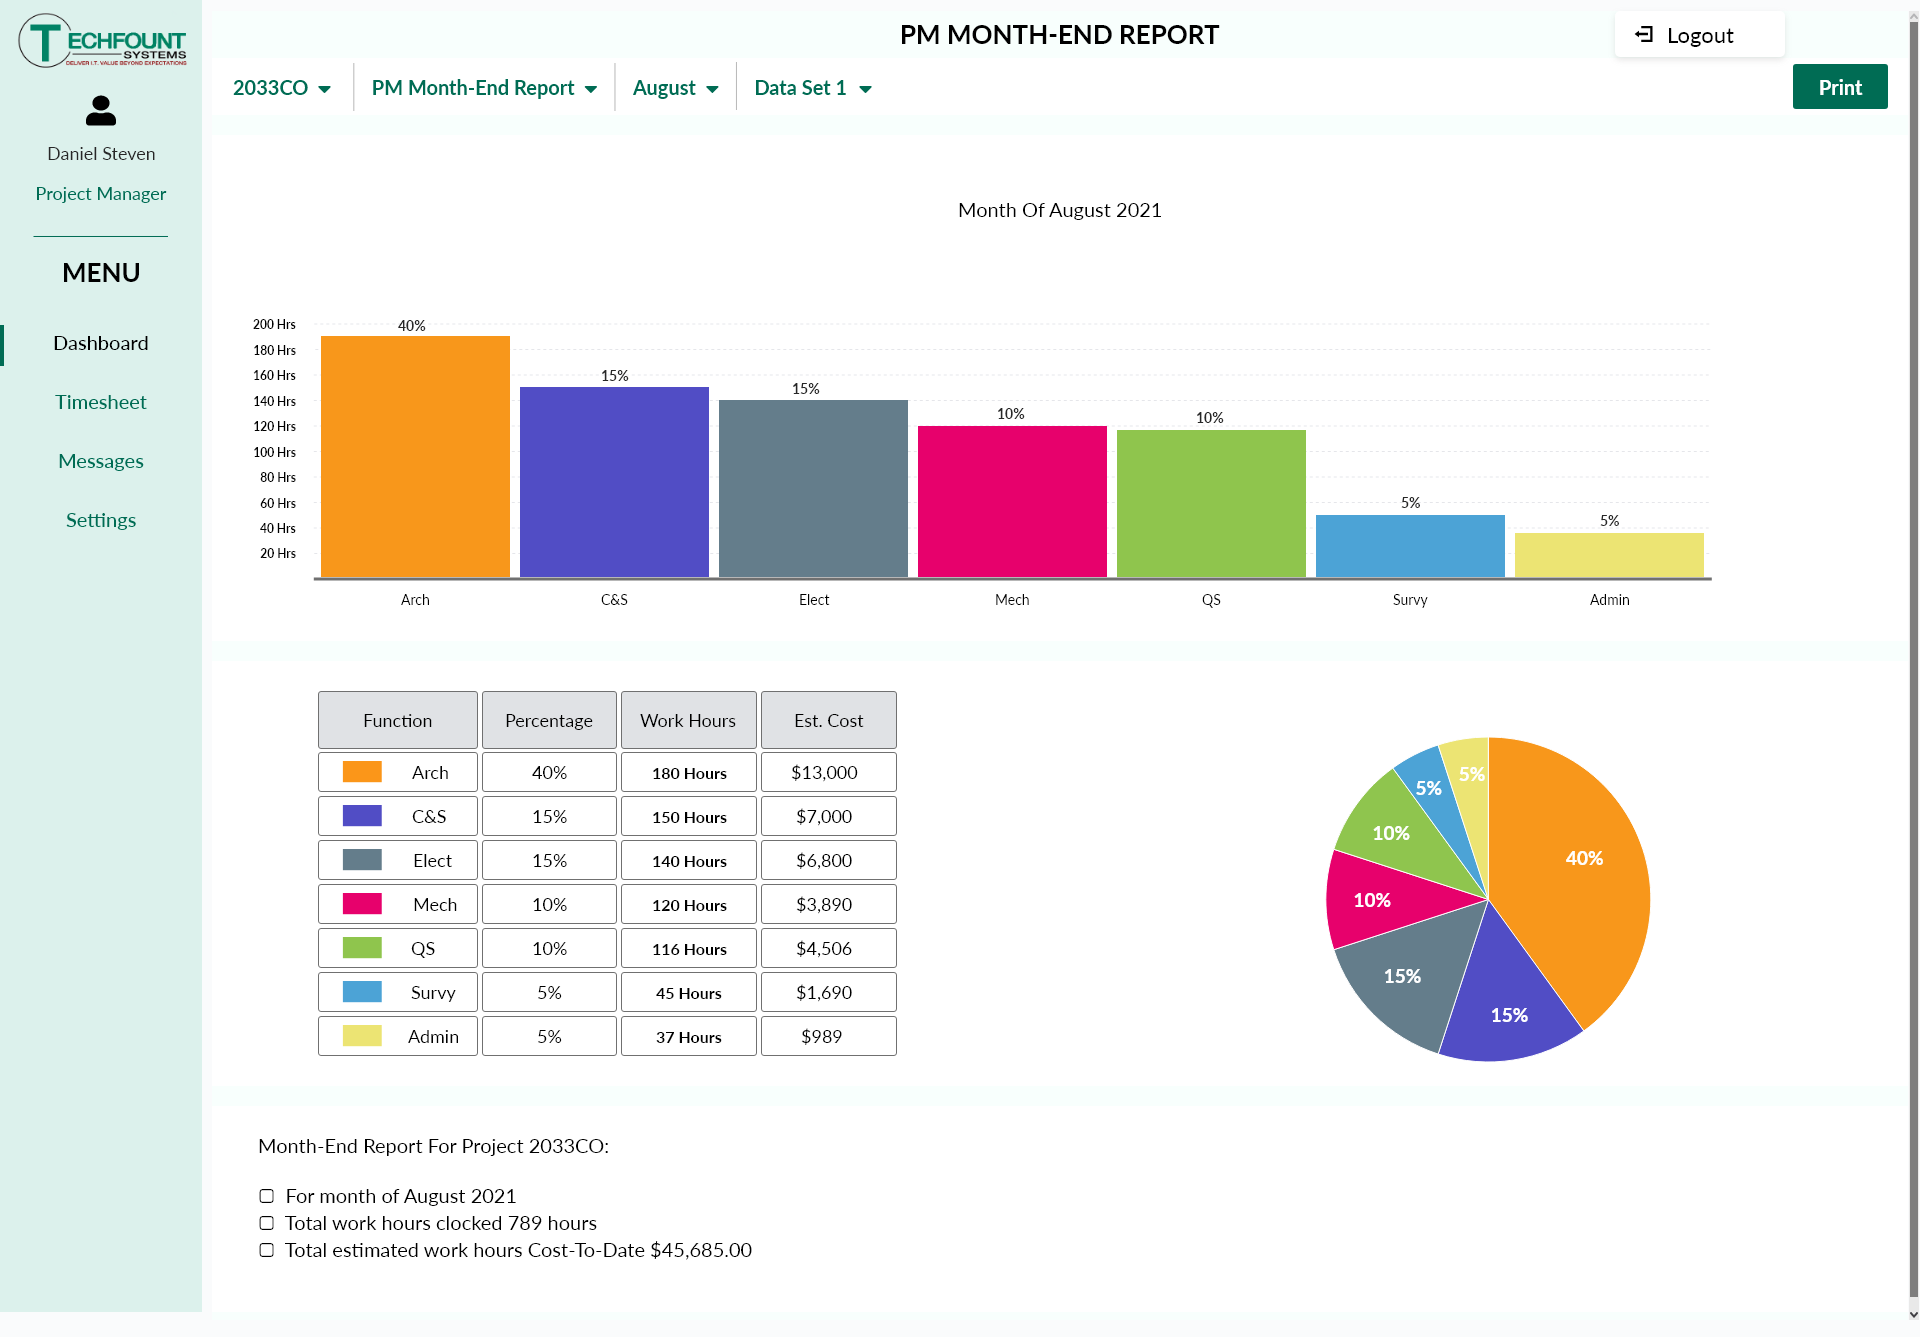 TECHFOUNT
SYSTEMS
DELIVER I.T. VALUE BEYOND EXPECTATIONS
Daniel Steven
Project Manager
MENU
Dashboard
Timesheet
Messages
Settings
PM MONTH-END REPORT
Logout
2033CO PM Month-End Report August Data Set 1 Print
Month Of August 2021
200 Hrs
180 Hrs
160 Hrs
140 Hrs
120 Hrs
100 Hrs
80 Hrs
60 Hrs
40 Hrs
20 Hrs
40% 15% 15% 10% 10% 5% 5%
Arch C&S Elect Mech QS Survy Admin
Function Percentage Work Hours Est. Cost
Arch 40% 180 Hours $13,000
C&S 15% 150 Hours $7,000
Elect 15% 140 Hours $6,800
Mech 10% 120 Hours $3,890
QS 10% 116 Hours $4,506
Survy 5% 45 Hours $1,690
Admin 5% 37 Hours $989
5%
5%
10%
40%
10%
15%
15%
Month-End Report For Project 2033CO:
For month of August 2021
Total work hours clocked 789 hours
Total estimated work hours Cost-To-Date $45,685.00